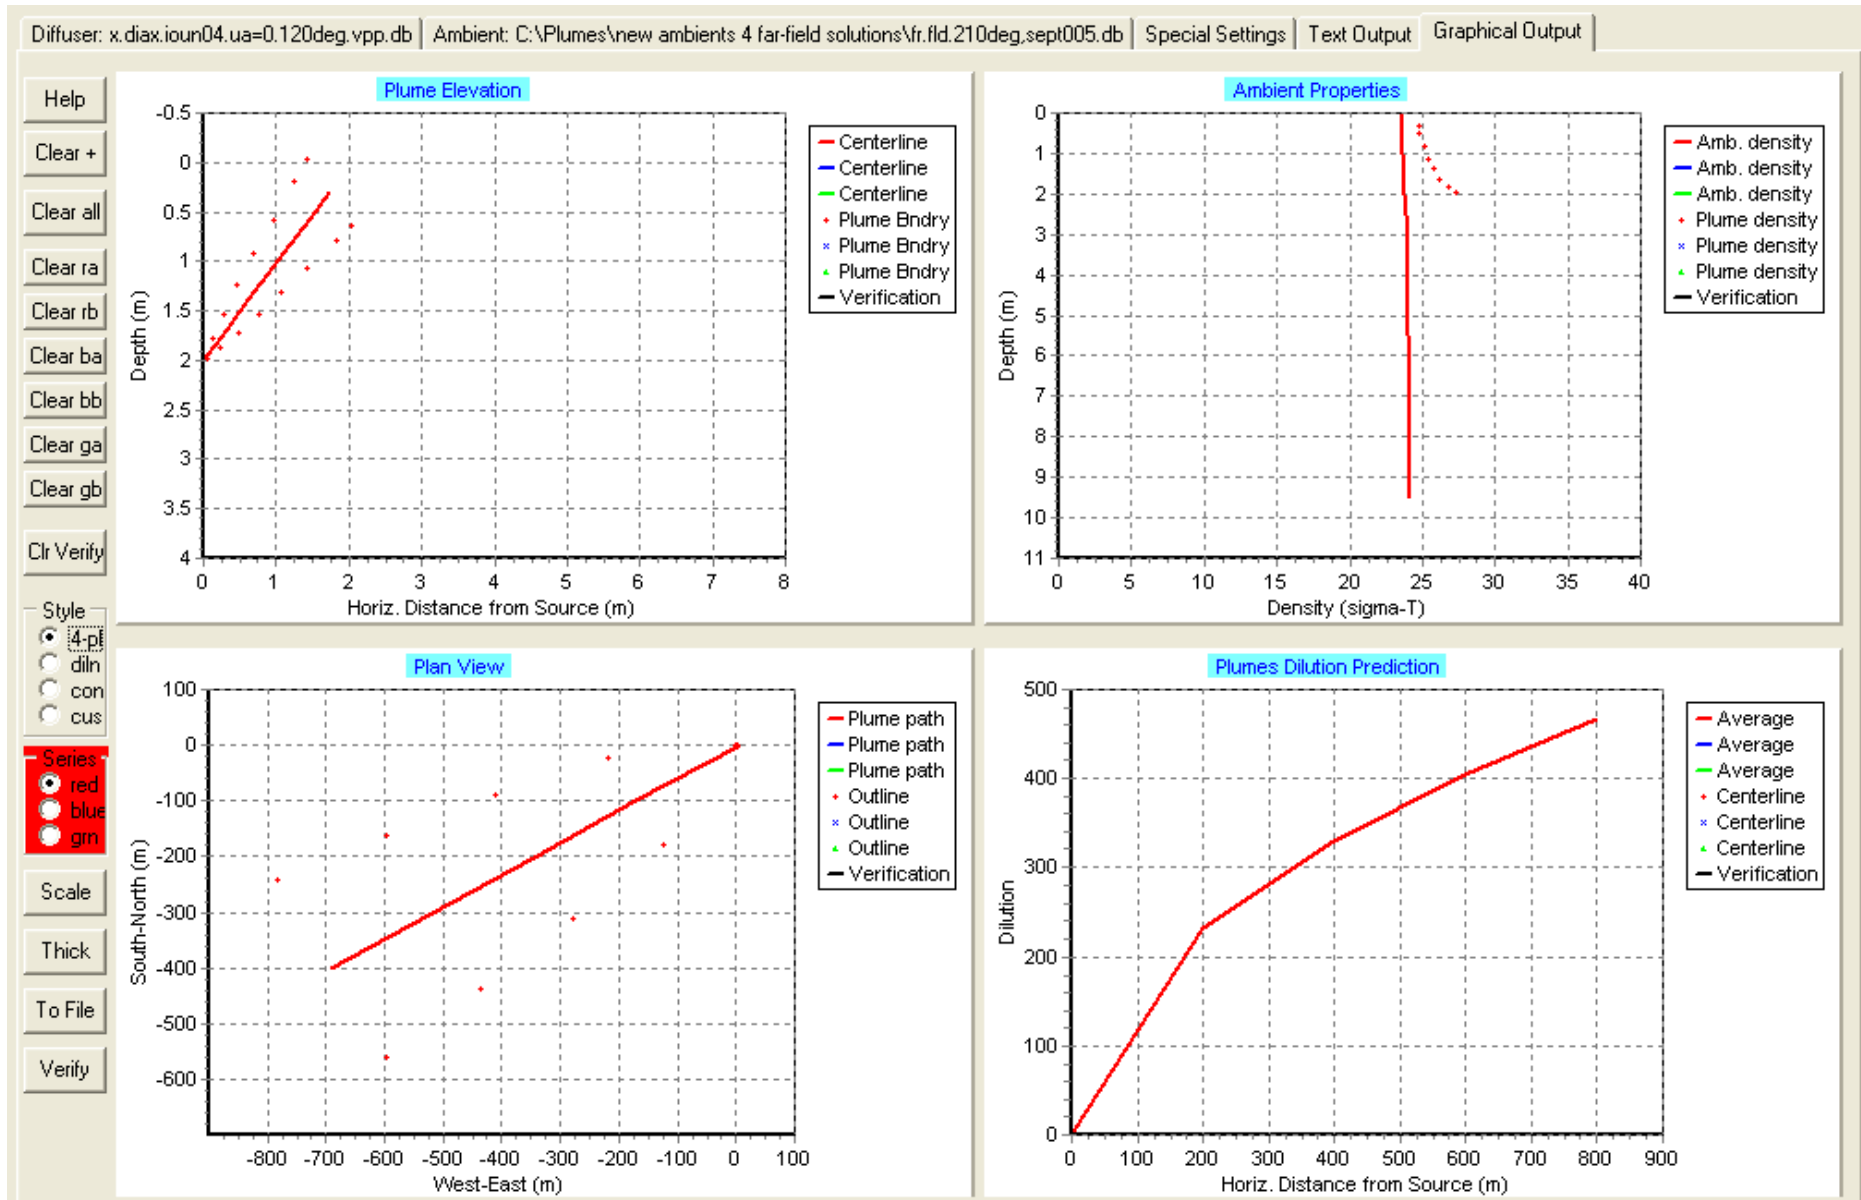 Diffuser: x.diax.ioun04.ua=0.120deg.vpp.db
Ambient: C:\Plumes\new ambients 4 far-field solutions\fr.fld.210deg,sept005.db
Special Settings
Text Output
Graphical Output
Help
Clear +
Clear all
Clear ra
Clear rb
Clear ba
Clear bb
Clear ga
Clear gb
Clr Verify
Style
4-pl
diln
con
cus
Series
red
blue
grn
Scale
Thick
To File
Verify
Plume Elevation
-0.5
0
0.5
1
1.5
2
2.5
3
3.5
4
Depth (m)
0 1 2 3 4 5 6 7 8
Horiz. Distance from Source (m)
Centerline
Centerline
Centerline
Plume Bndry
Plume Bndry
Plume Bndry
Verification
Ambient Properties
0
1
2
3
4
5
6
7
8
9
10
11
Depth (m)
0 5 10 15 20 25 30 35 40
Density (sigma-T)
Amb. density
Amb. density
Amb. density
Plume density
Plume density
Plume density
Verification
Plan View
100
0
-100
-200
-300
-400
-500
-600
South-North (m)
-800 -700 -600 -500 -400 -300 -200 -100 0 100
West-East (m)
Plume path
Plume path
Plume path
Outline
Outline
Outline
Verification
Plumes Dilution Prediction
500
400
300
200
100
0
Dilution
0 100 200 300 400 500 600 700 800 900
Horiz. Distance from Source (m)
Average
Average
Average
Centerline
Centerline
Centerline
Verification